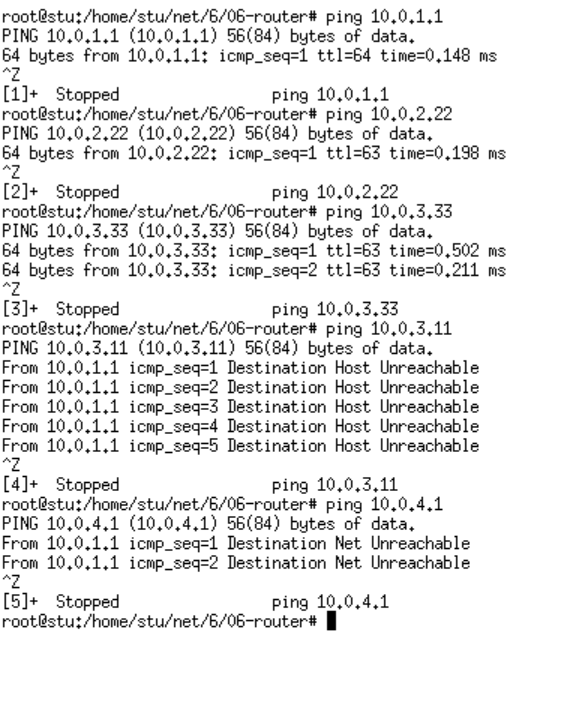 root@stu:/home/stu/net/6/06-router# ping 10.0.1.1
PING 10.0.1.1 (10.0.1.1) 56(84) bytes of data.
64 bytes from 10.0.1.1: icmp_seq=1 ttl=64 time=0.148 ms
^Z
[1]+  Stopped                 ping 10.0.1.1
root@stu:/home/stu/net/6/06-router# ping 10.0.2.22
PING 10.0.2.22 (10.0.2.22) 56(84) bytes of data.
64 bytes from 10.0.2.22: icmp_seq=1 ttl=63 time=0.198 ms
^Z
[2]+  Stopped                 ping 10.0.2.22
root@stu:/home/stu/net/6/06-router# ping 10.0.3.33
PING 10.0.3.33 (10.0.3.33) 56(84) bytes of data.
64 bytes from 10.0.3.33: icmp_seq=1 ttl=63 time=0.502 ms
64 bytes from 10.0.3.33: icmp_seq=2 ttl=63 time=0.211 ms
^Z
[3]+  Stopped                 ping 10.0.3.33
root@stu:/home/stu/net/6/06-router# ping 10.0.3.11
PING 10.0.3.11 (10.0.3.11) 56(84) bytes of data.
From 10.0.1.1 icmp_seq=1 Destination Host Unreachable
From 10.0.1.1 icmp_seq=2 Destination Host Unreachable
From 10.0.1.1 icmp_seq=3 Destination Host Unreachable
From 10.0.1.1 icmp_seq=4 Destination Host Unreachable
From 10.0.1.1 icmp_seq=5 Destination Host Unreachable
^Z
[4]+  Stopped                 ping 10.0.3.11
root@stu:/home/stu/net/6/06-router# ping 10.0.4.1
PING 10.0.4.1 (10.0.4.1) 56(84) bytes of data.
From 10.0.1.1 icmp_seq=1 Destination Net Unreachable
From 10.0.1.1 icmp_seq=2 Destination Net Unreachable
^Z
[5]+  Stopped                 ping 10.0.4.1
root@stu:/home/stu/net/6/06-router#